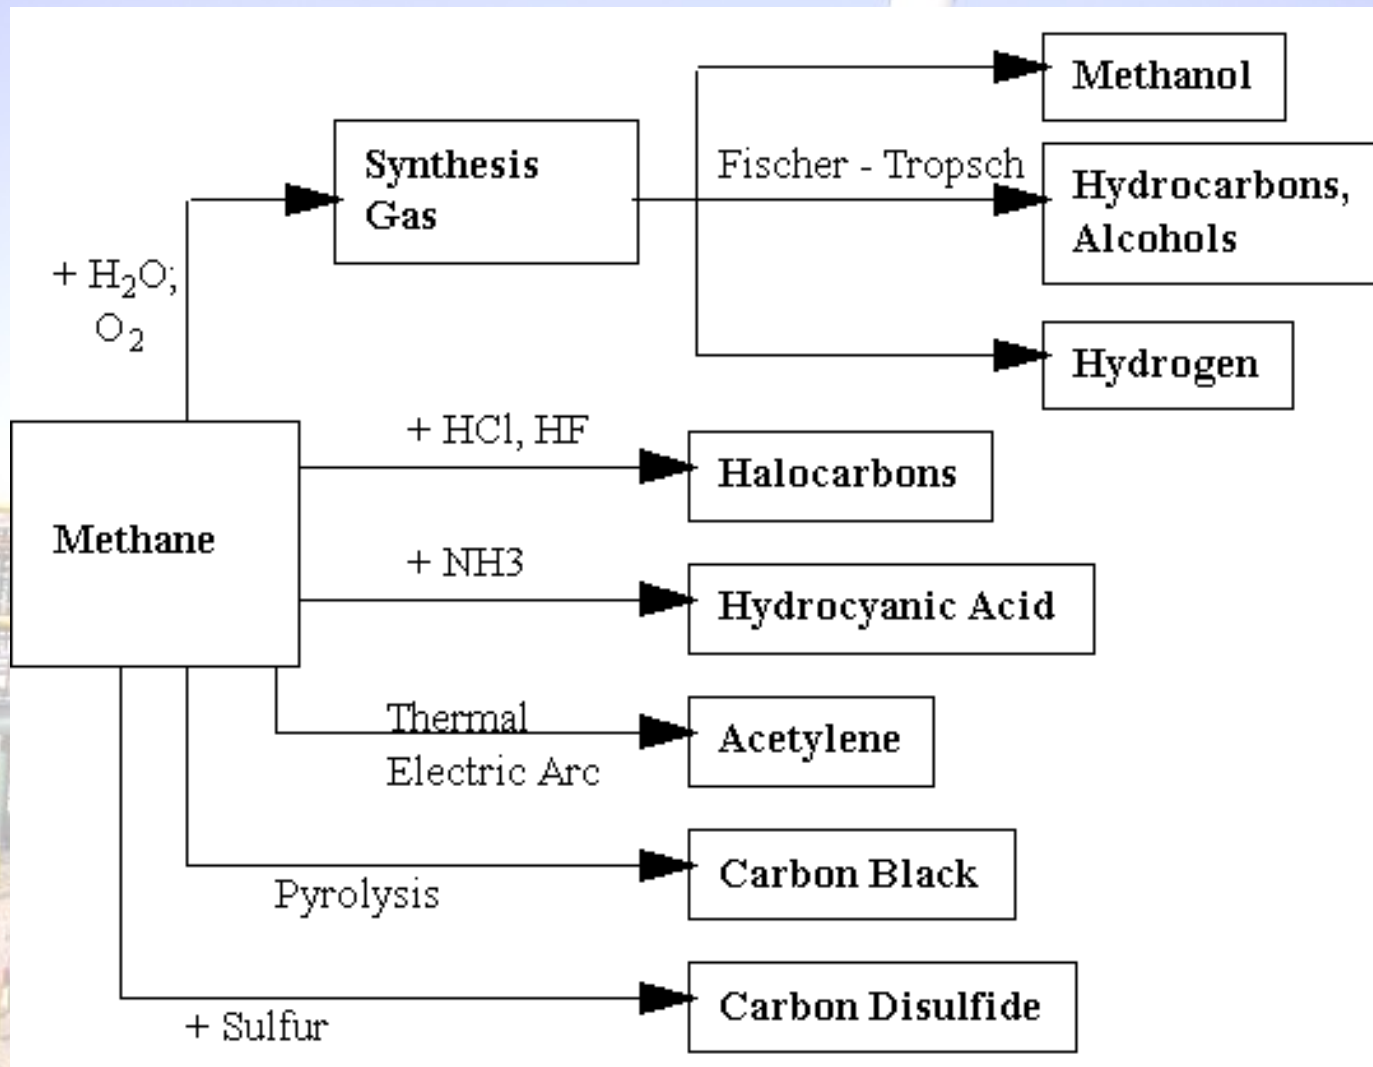 Methanol
Synthesis
Gas
Fischer - Tropsch
Hydrocarbons,
Alcohols
+ H₂O;
O₂
Hydrogen
+ HCl, HF
Halocarbons
Methane
+ NH3
Hydrocyanic Acid
Thermal
Electric Arc
Acetylene
Pyrolysis
Carbon Black
+ Sulfur
Carbon Disulfide